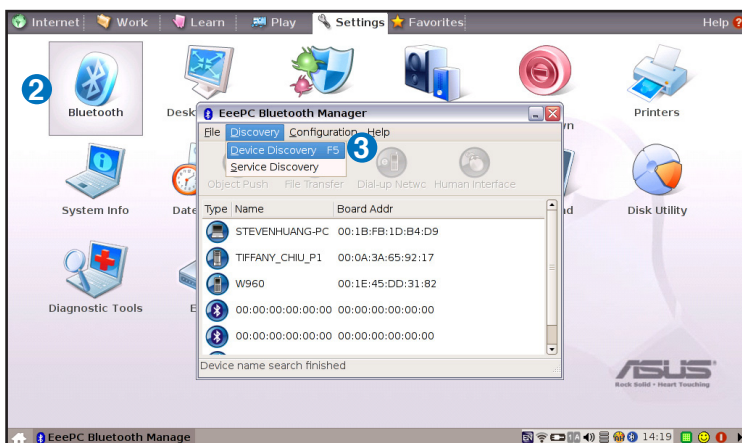 Internet Work Learn Play Settings Favorites Help ?
2
Bluetooth Desk Printers
EeePC Bluetooth Manager
wn
File Discovery Configuration Help
Device Discovery F5 3
Service Discovery
Object Push File Transfer Dial-up Netwc Human Interface
System Info Date d Disk Utility
Type Name Board Addr
STEVENHUANG-PC 00:1B:FB:1D:B4:D9
TIFFANY_CHIU_P1 00:0A:3A:65:92:17
W960 00:1E:45:DD:31:82
Diagnostic Tools E
00:00:00:00:00:00 00:00:00:00:00:00
00:00:00:00:00:00 00:00:00:00:00:00
Device name search finished
ASUS
Rock Solid • Heart Touching
EeePC Bluetooth Manage 14:19